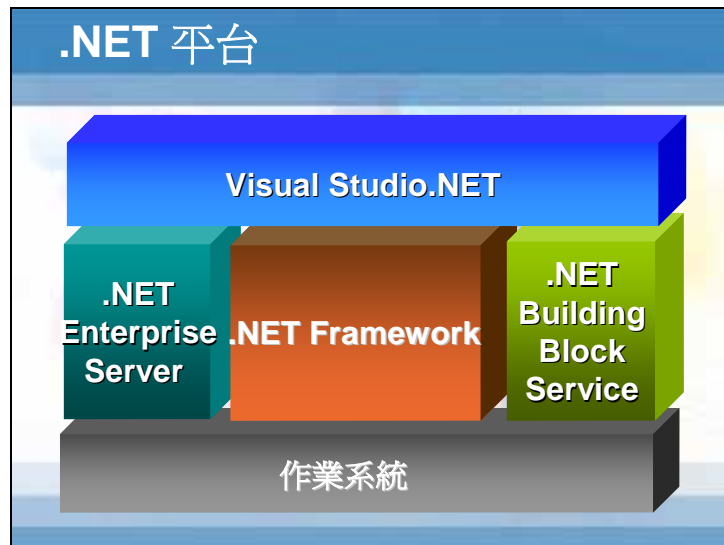 .NET 平台
Visual Studio.NET
.NET
Enterprise
Server
.NET Framework
.NET
Building
Block
Service
作業系統